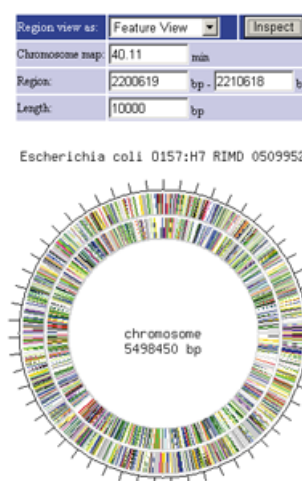 Region view as: Feature View Inspect
Chromosome map: 40.11 min
Region: 2200619 bp - 2210618 b
Length: 10000 bp
Escherichia coli O157:H7 RIMD 0509952
chromosome
5498450 bp